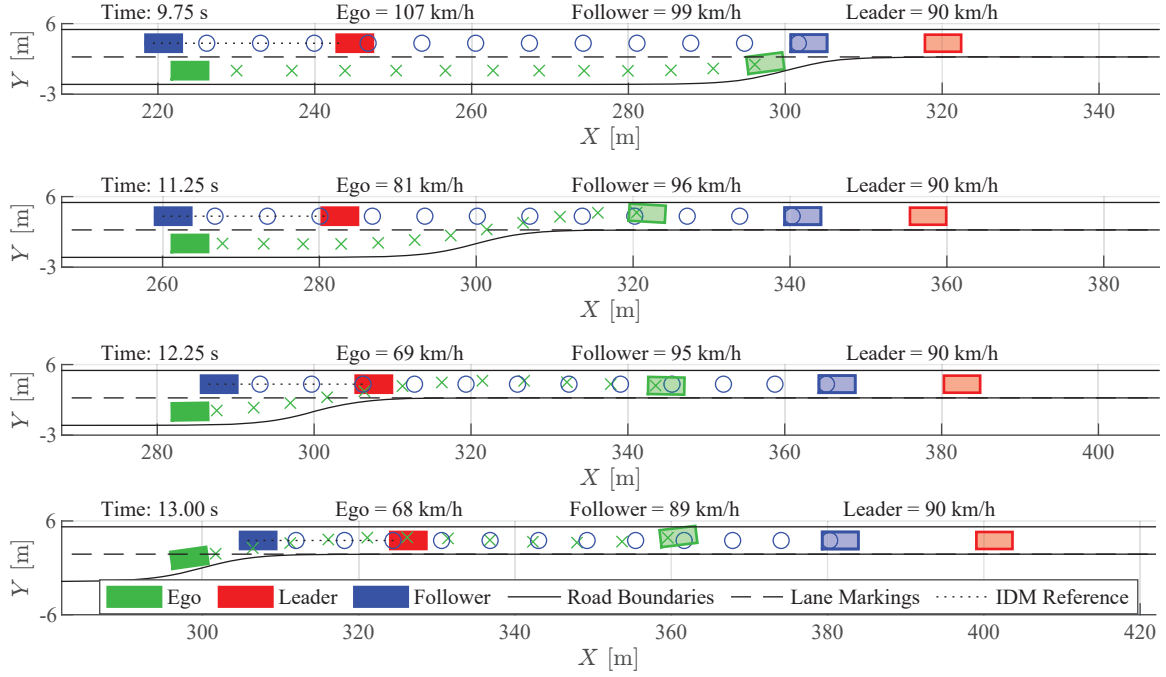 Time: 9.75 s Ego = 107 km/h Follower = 99 km/h Leader = 90 km/h
6
-3
Y [m]
220 240 260 280 300 320 340
X [m]
Time: 11.25 s Ego = 81 km/h Follower = 96 km/h Leader = 90 km/h
6
-3
Y [m]
260 280 300 320 340 360 380
X [m]
Time: 12.25 s Ego = 69 km/h Follower = 95 km/h Leader = 90 km/h
6
-3
Y [m]
280 300 320 340 360 380 400
X [m]
Time: 13.00 s Ego = 68 km/h Follower = 89 km/h Leader = 90 km/h
6
-6
Y [m]
Ego Leader Follower Road Boundaries Lane Markings IDM Reference
300 320 340 360 380 400 420
X [m]